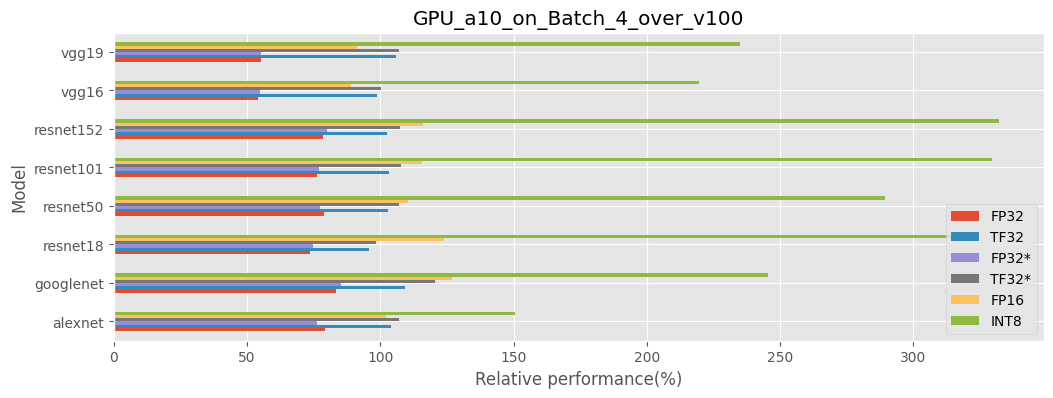 GPU_a10_on_Batch_4_over_v100
Model
vgg19
vgg16
resnet152
resnet101
resnet50
resnet18
googlenet
alexnet
FP32
TF32
FP32*
TF32*
FP16
INT8
0 50 100 150 200 250 300
Relative performance(%)